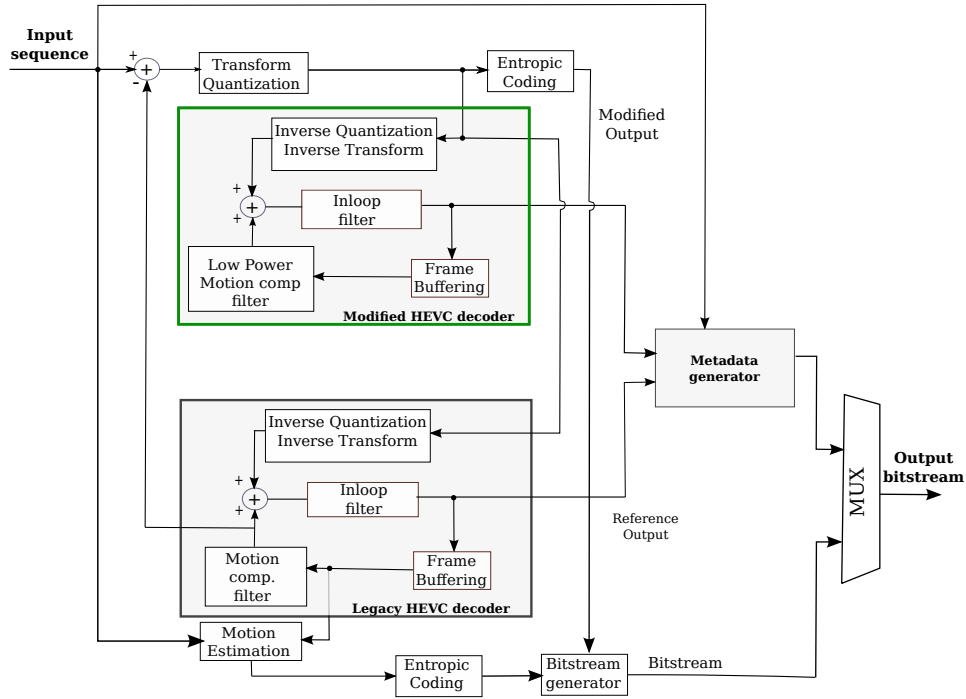 Input
sequence
+
+
-
Transform
Quantization
Entropic
Coding
Modified
Output
Inverse Quantization
Inverse Transform
+
+
+
Inloop
filter
Low Power
Motion comp
filter
Frame
Buffering
Modified HEVC decoder
Metadata
generator
Inverse Quantization
Inverse Transform
+
+
+
Inloop
filter
Reference
Output
MUX
Output
bitstream
Motion
comp.
filter
Frame
Buffering
Legacy HEVC decoder
Motion
Estimation
Entropic
Coding
Bitstream
generator
Bitstream